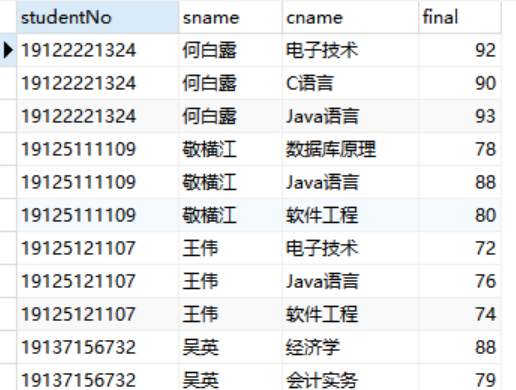 studentNo sname cname final
19122221324 何白露 电子技术 92
19122221324 何白露 C语言 90
19122221324 何白露 Java语言 93
19125111109 敬横江 数据库原理 78
19125111109 敬横江 Java语言 88
19125111109 敬横江 软件工程 80
19125121107 王伟 电子技术 72
19125121107 王伟 Java语言 76
19125121107 王伟 软件工程 74
19137156732 吴英 经济学 88
19137156732 吴英 会计实务 79